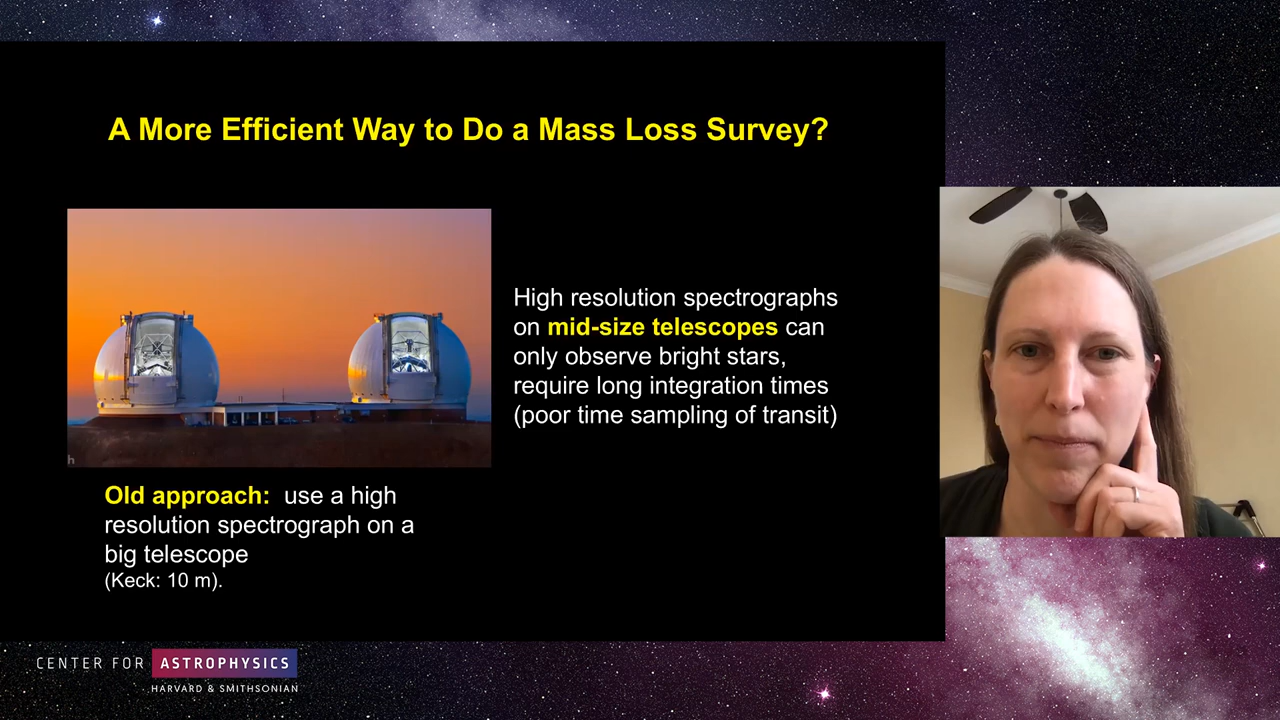 A More Efficient Way to Do a Mass Loss Survey?
High resolution spectrographs
on mid-size telescopes can
only observe bright stars,
require long integration times
(poor time sampling of transit)
h
Old approach: use a high
resolution spectrograph on a
big telescope
(Keck: 10 m).
CENTER FOR ASTROPHYSICS
HARVARD & SMITHSONIAN